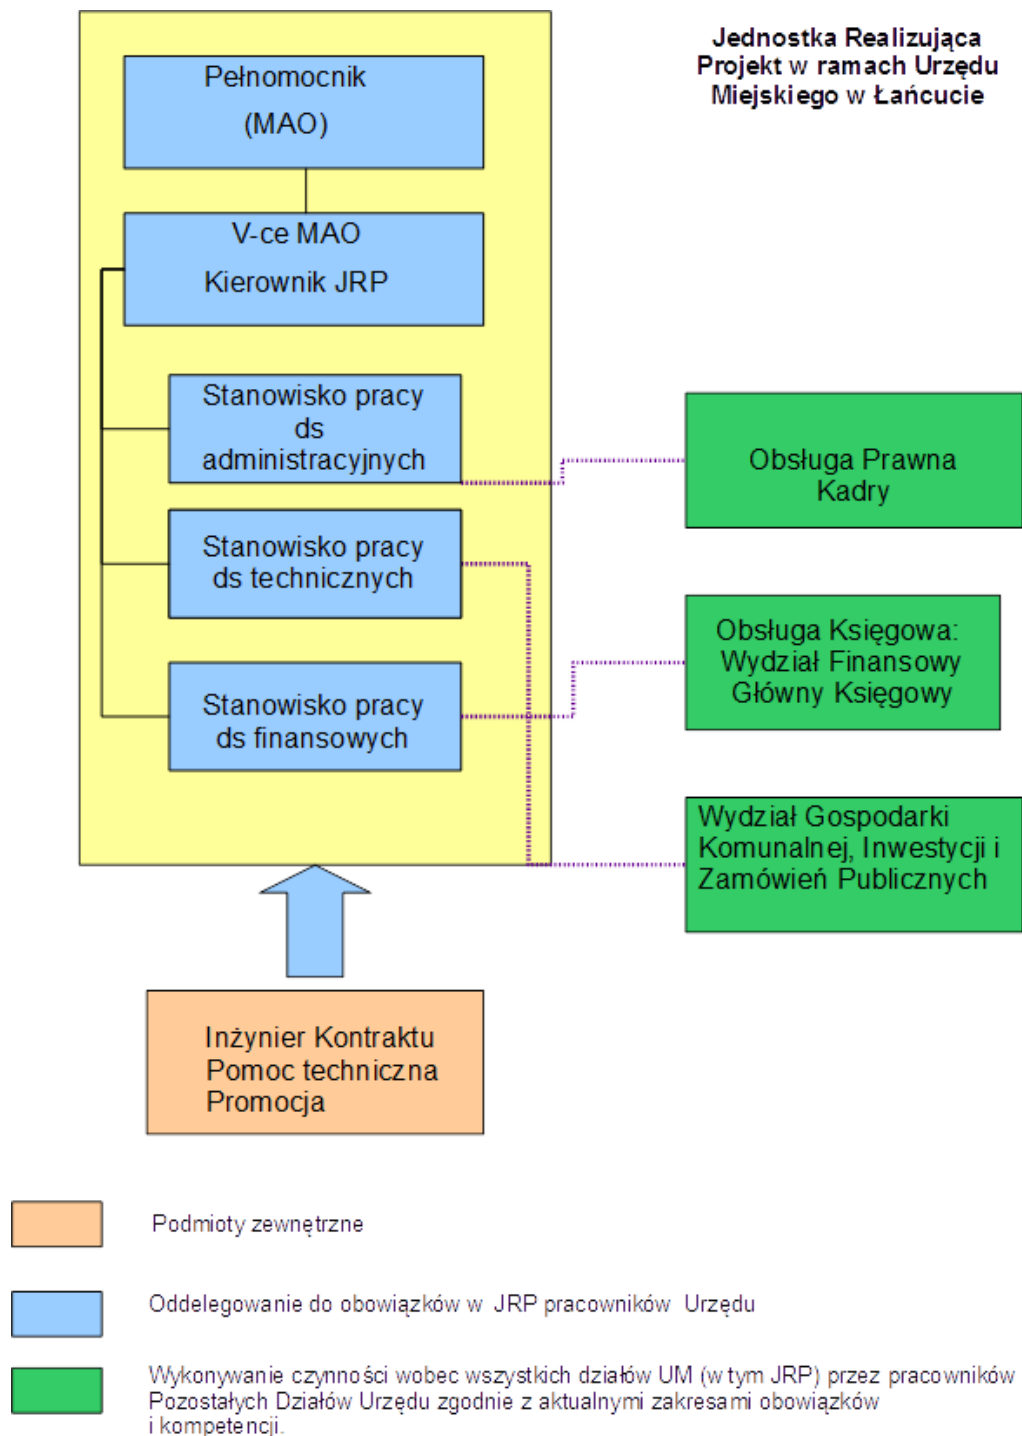 Jednostka Realizująca
Projekt w ramach Urzędu
Miejskiego w Łańcucie
Pełnomocnik
(MAO)
V-ce MAO
Kierownik JRP
Stanowisko pracy
ds
administracyjnych
Stanowisko pracy
ds technicznych
Stanowisko pracy
ds finansowych
Obsługa Prawna
Kadry
Obsługa Księgowa:
Wydział Finansowy
Główny Księgowy
Wydział Gospodarki
Komunalnej, Inwestycji i
Zamówień Publicznych
Inżynier Kontraktu
Pomoc techniczna
Promocja
Podmioty zewnętrzne
Oddelegowanie do obowiązków w JRP pracowników Urzędu
Wykonywanie czynności wobec wszystkich działów UM (w tym JRP) przez pracowników
Pozostałych Działów Urzędu zgodnie z aktualnymi zakresami obowiązków
i kompetencji.